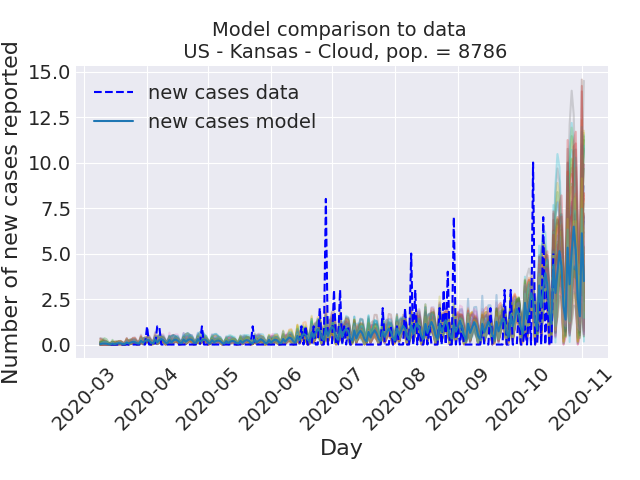 Model comparison to data
US - Kansas - Cloud, pop. = 8786
Number of new cases reported
15.0
12.5
10.0
7.5
5.0
2.5
0.0
new cases data
new cases model
2020-03
2020-04
2020-05
2020-06
2020-07
2020-08
2020-09
2020-10
2020-11
Day